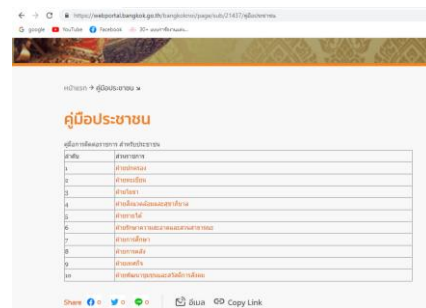 https://webportal.bangkok.go.th/bangkoknoi/page/sub/21437/คู่มือประชาชน
google YouTube Facebook
หน้าแรก → คู่มือประชาชน
คู่มือประชาชน
คู่มือการติดต่อราชการ สำหรับประชาชน
ลำดับ ส่วนราชการ
1 ฝ่ายปกครอง
2 ฝ่ายทะเบียน
3 ฝ่ายโยธา
4 ฝ่ายสิ่งแวดล้อมและสุขาภิบาล
5 ฝ่ายรายได้
6 ฝ่ายรักษาความสะอาดและสวนสาธารณะ
7 ฝ่ายการศึกษา
8 ฝ่ายการคลัง
9 ฝ่ายเทศกิจ
10 ฝ่ายพัฒนาชุมชนและสวัสดิการสังคม
Share 0 0 0 อีเมล Copy Link